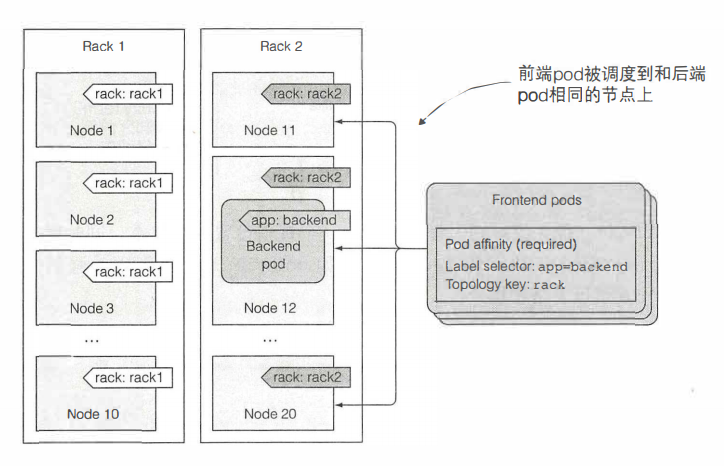 Rack 1
rack: rack1
Node 1
rack: rack1
Node 2
rack: rack1
Node 3
...
rack: rack1
Node 10
Rack 2
rack: rack2
Node 11
rack: rack2
app: backend
Backend
pod
Node 12
...
rack: rack2
Node 20
前端pod被调度到和后端
pod相同的节点上
Frontend pods
Pod affinity (required)
Label selector: app=backend
Topology key: rack